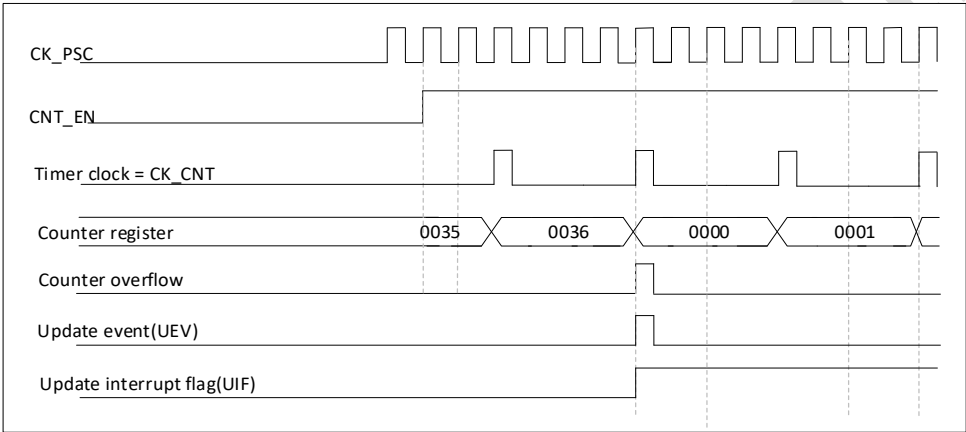 CK_PSC
CNT_EN
Timer clock = CK_CNT
Counter register 0035 0036 0000 0001
Counter overflow
Update event(UEV)
Update interrupt flag(UIF)